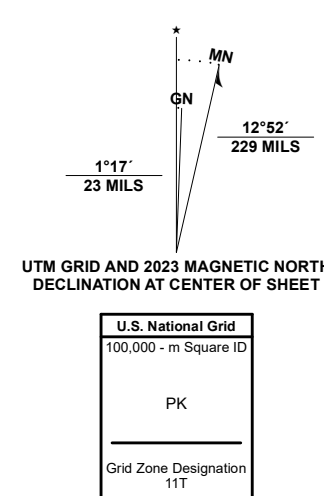 ★
MN
GN
12°52´
229 MILS
1°17´
23 MILS
UTM GRID AND 2023 MAGNETIC NORTH
DECLINATION AT CENTER OF SHEET
U.S. National Grid
100,000 - m Square ID
PK
Grid Zone Designation
11T